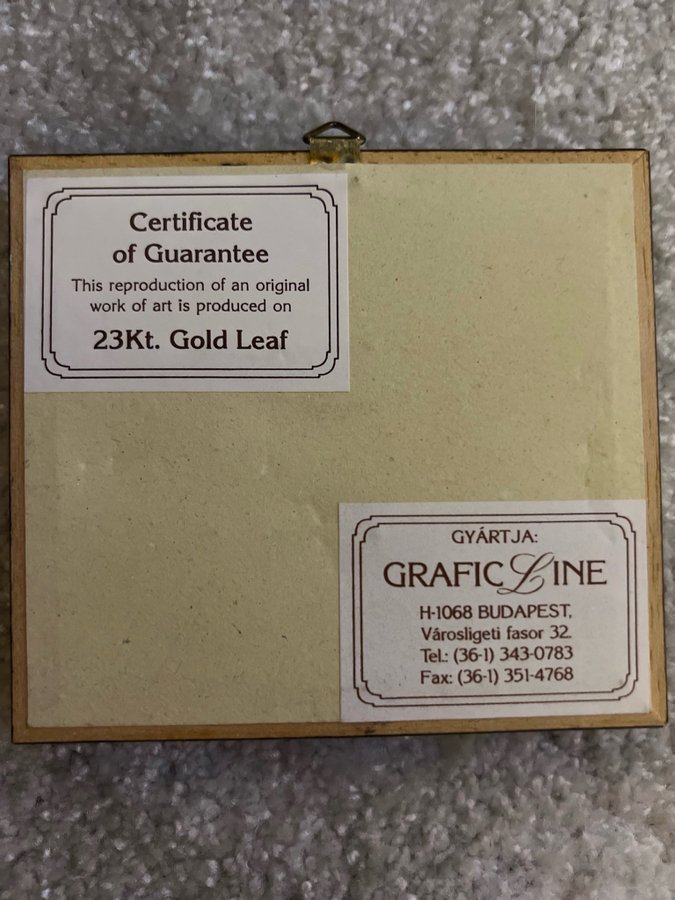 Certificate
of Guarantee
This reproduction of an original
work of art is produced on
23Kt. Gold Leaf
GYÁRTJA:
GRAFIC LINE
H-1068 BUDAPEST,
Városligeti fasor 32.
Tel.: (36-1) 343-0783
Fax: (36-1) 351-4768